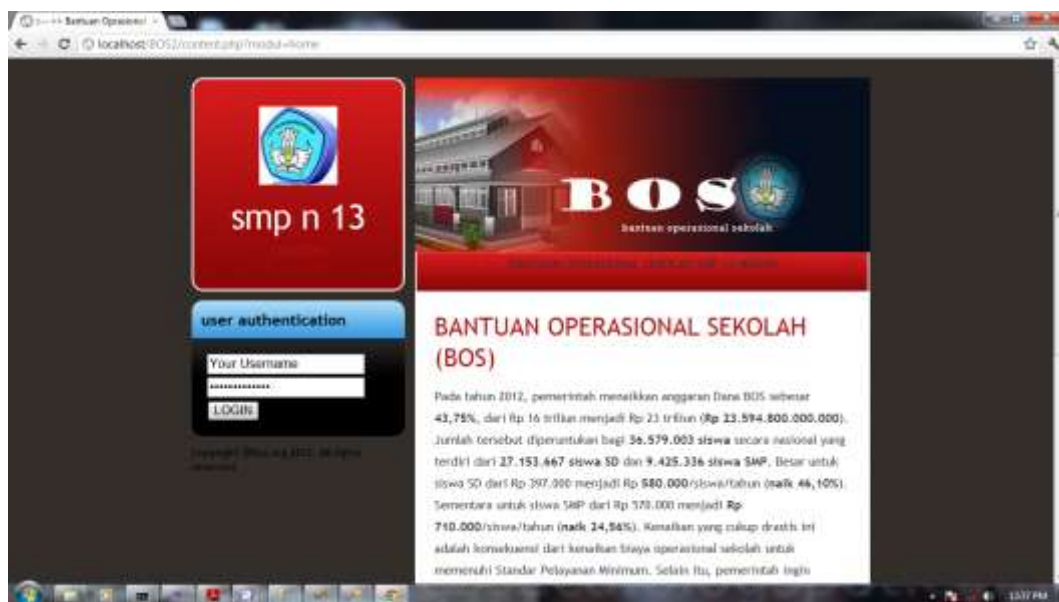 Bantuan Operasional
localhost/BOS2/content.php?modul=home
smp n 13
BOS
bantuan operasional sekolah
user authentication
Your Username
LOGIN
BANTUAN OPERASIONAL SEKOLAH
(BOS)
Pada tahun 2012, pemerintah menaikkan anggaran Dana BOS sebesar
43,75%, dari Rp 16 triliun menjadi Rp 23 triliun (Rp 23.594.800.000.000).
Jumlah tersebut diperuntukan bagi 36.579.003 siswa secara nasional yang
terdiri dari 27.153.667 siswa SD dan 9.425.336 siswa SMP. Besar untuk
siswa SD dari Rp 397.000 menjadi Rp 580.000/siswa/tahun (naik 46,10%).
Sementara untuk siswa SMP dari Rp 570.000 menjadi Rp
710.000/siswa/tahun (naik 24,56%). Kenaikan yang cukup drastis ini
adalah konsekuensi dari kenaikan biaya operasional sekolah untuk
memenuhi Standar Pelayanan Minimum. Selain itu, pemerintah ingin
12:37 PM